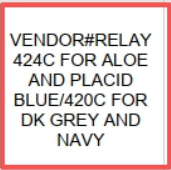 VENDOR#RELAY
424C FOR ALOE
AND PLACID
BLUE/420C FOR
DK GREY AND
NAVY